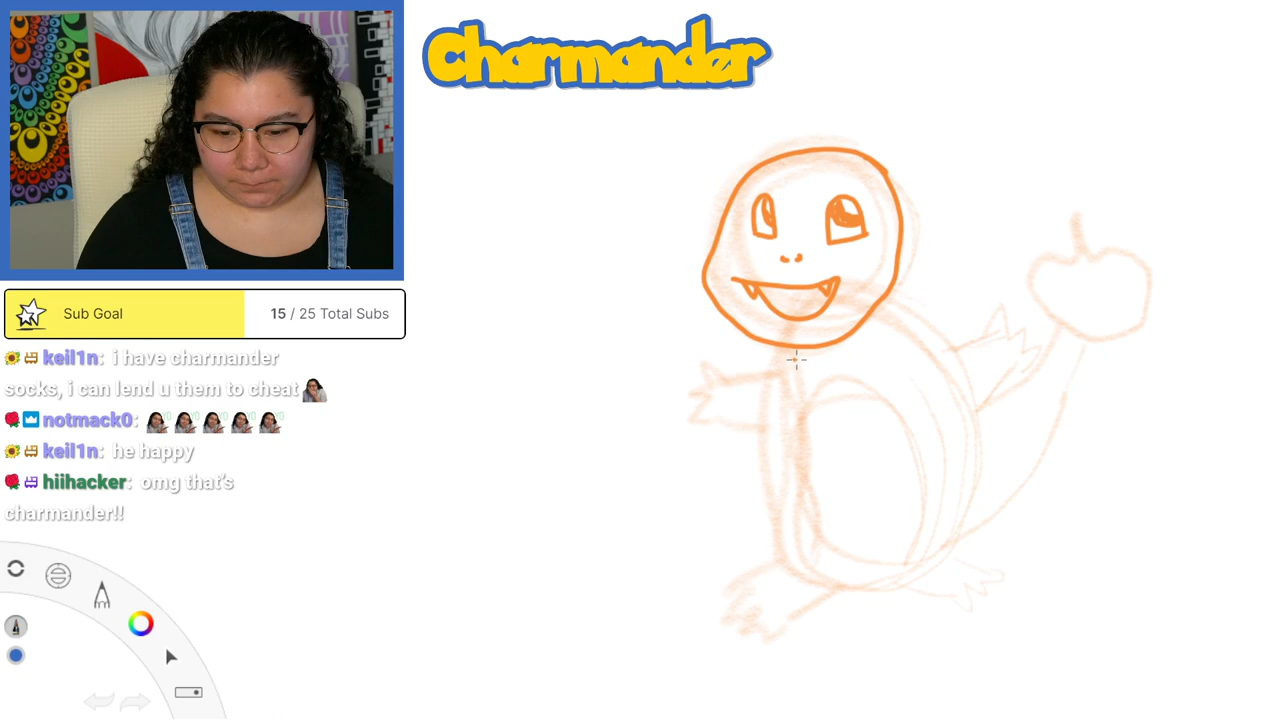 Charmander
Sub Goal
15 / 25 Total Subs
keil1n: i have charmander
socks, i can lend u them to cheat
notmack0:
keil1n: he happy
hiihacker: omg that's
charmander!!